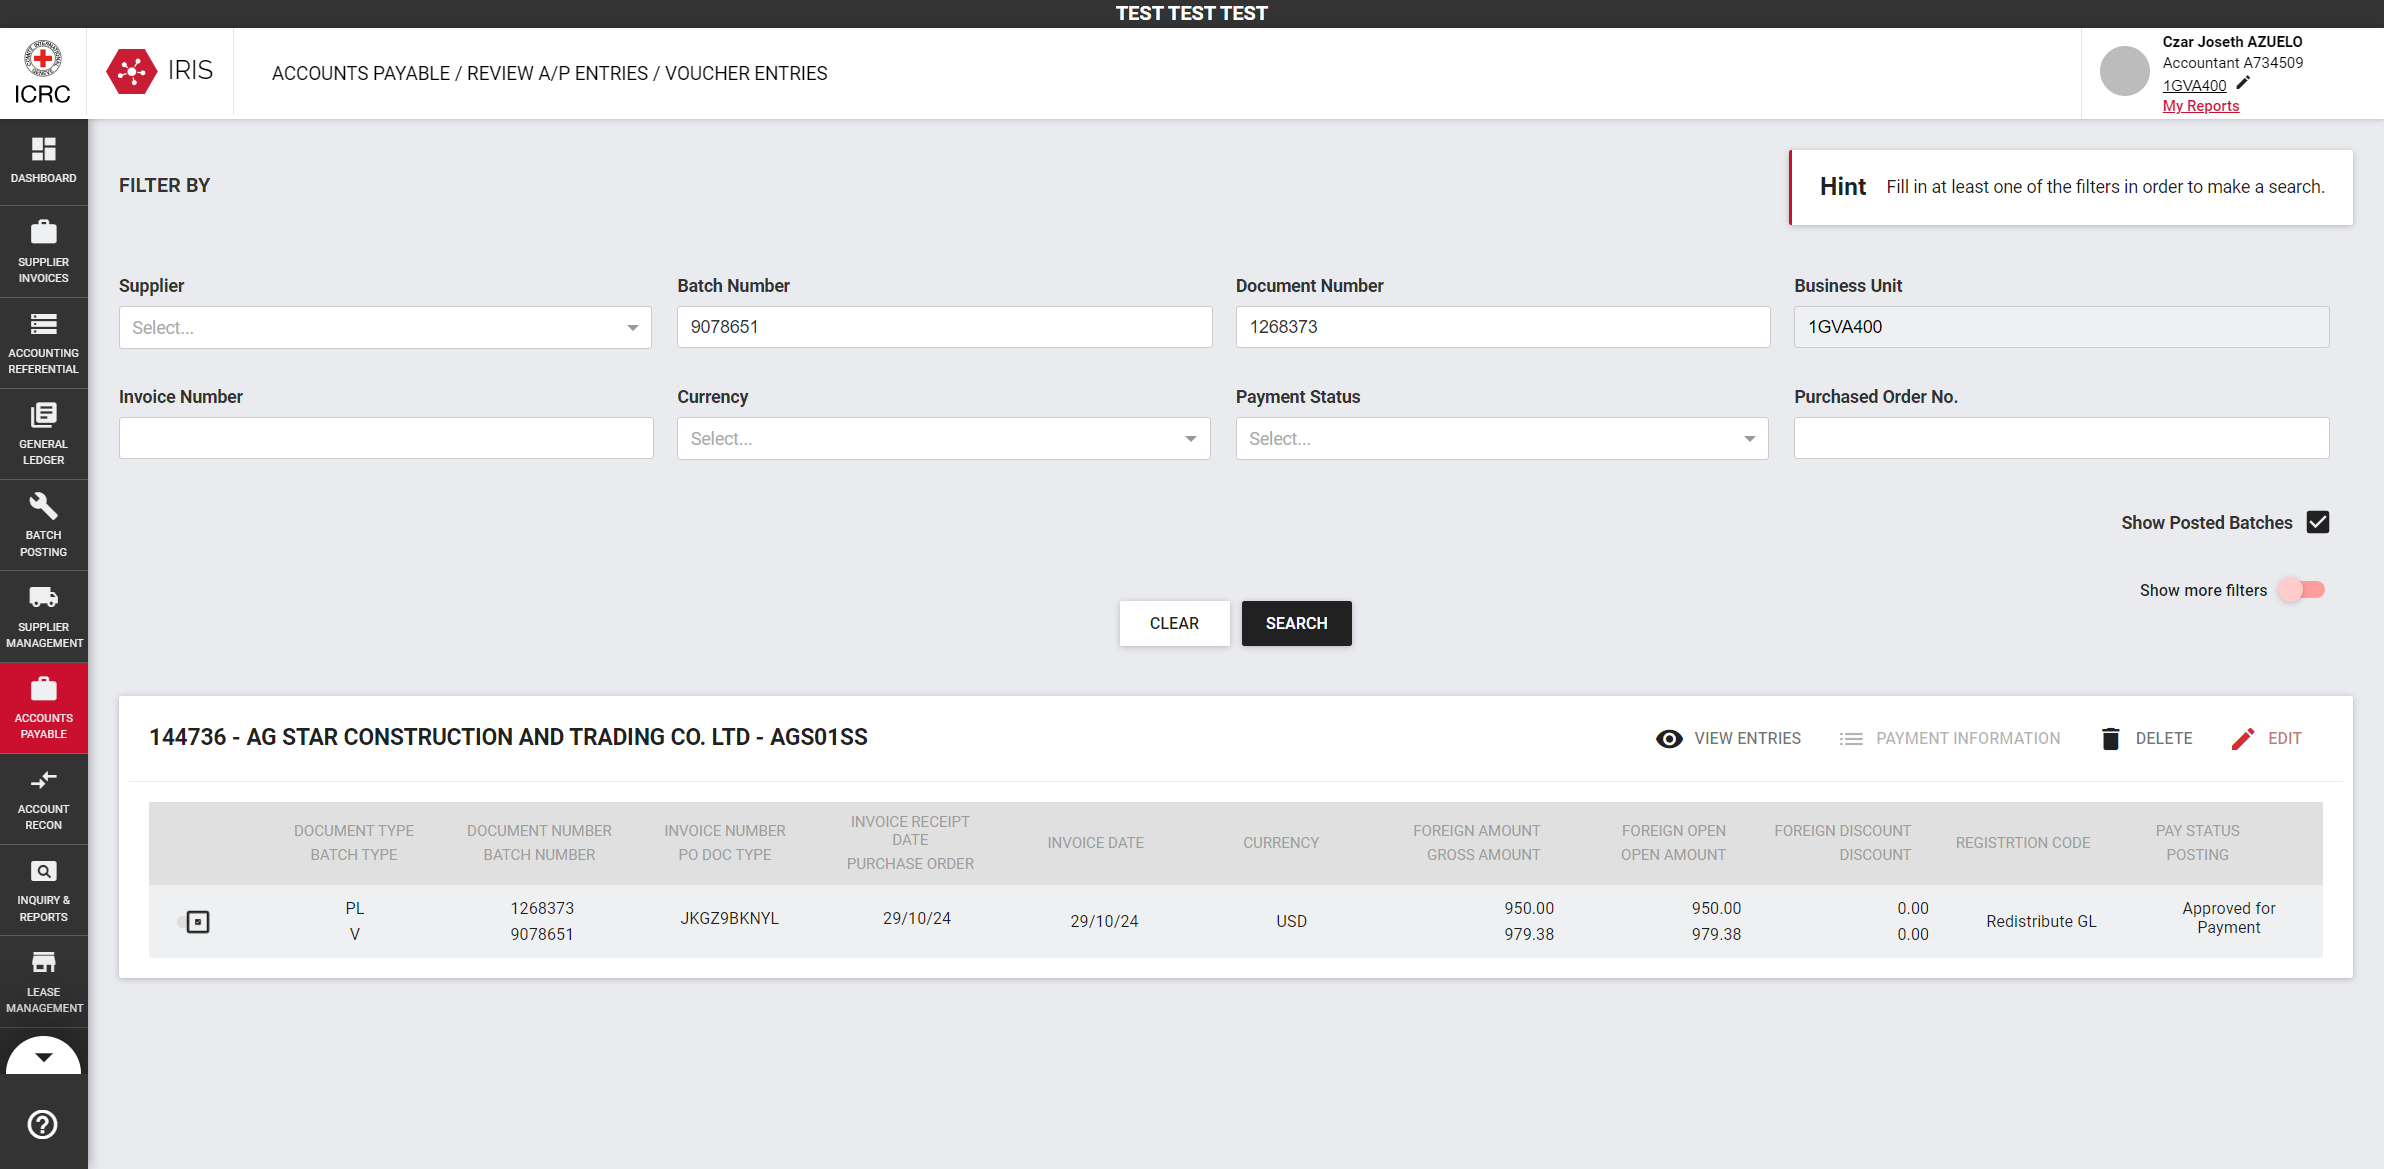 TEST TEST TEST
ICRC
IRIS
ACCOUNTS PAYABLE / REVIEW A/P ENTRIES / VOUCHER ENTRIES
Czar Joseth AZUELO
Accountant A734509
1GVA400
My Reports
DASHBOARD
SUPPLIER
INVOICES
ACCOUNTING
REFERENTIAL
GENERAL
LEDGER
BATCH
POSTING
SUPPLIER
MANAGEMENT
ACCOUNTS
PAYABLE
ACCOUNT
RECON
INQUIRY &
REPORTS
LEASE
MANAGEMENT
FILTER BY
Hint Fill in at least one of the filters in order to make a search.
Supplier Batch Number Document Number Business Unit
Select... 9078651 1268373 1GVA400
Invoice Number Currency Payment Status Purchased Order No.
Select... Select...
Show Posted Batches
Show more filters
CLEAR SEARCH
144736 - AG STAR CONSTRUCTION AND TRADING CO. LTD - AGS01SS
VIEW ENTRIES PAYMENT INFORMATION DELETE EDIT
DOCUMENT TYPE
BATCH TYPE
DOCUMENT NUMBER
BATCH NUMBER
INVOICE NUMBER
PO DOC TYPE
INVOICE RECEIPT
DATE
PURCHASE ORDER
INVOICE DATE
CURRENCY
FOREIGN AMOUNT
GROSS AMOUNT
FOREIGN OPEN
OPEN AMOUNT
FOREIGN DISCOUNT
DISCOUNT
REGISTRTION CODE
PAY STATUS
POSTING
PL
V
1268373
9078651
JKGZ9BKNYL
29/10/24
29/10/24
USD
950.00
979.38
950.00
979.38
0.00
0.00
Redistribute GL
Approved for
Payment